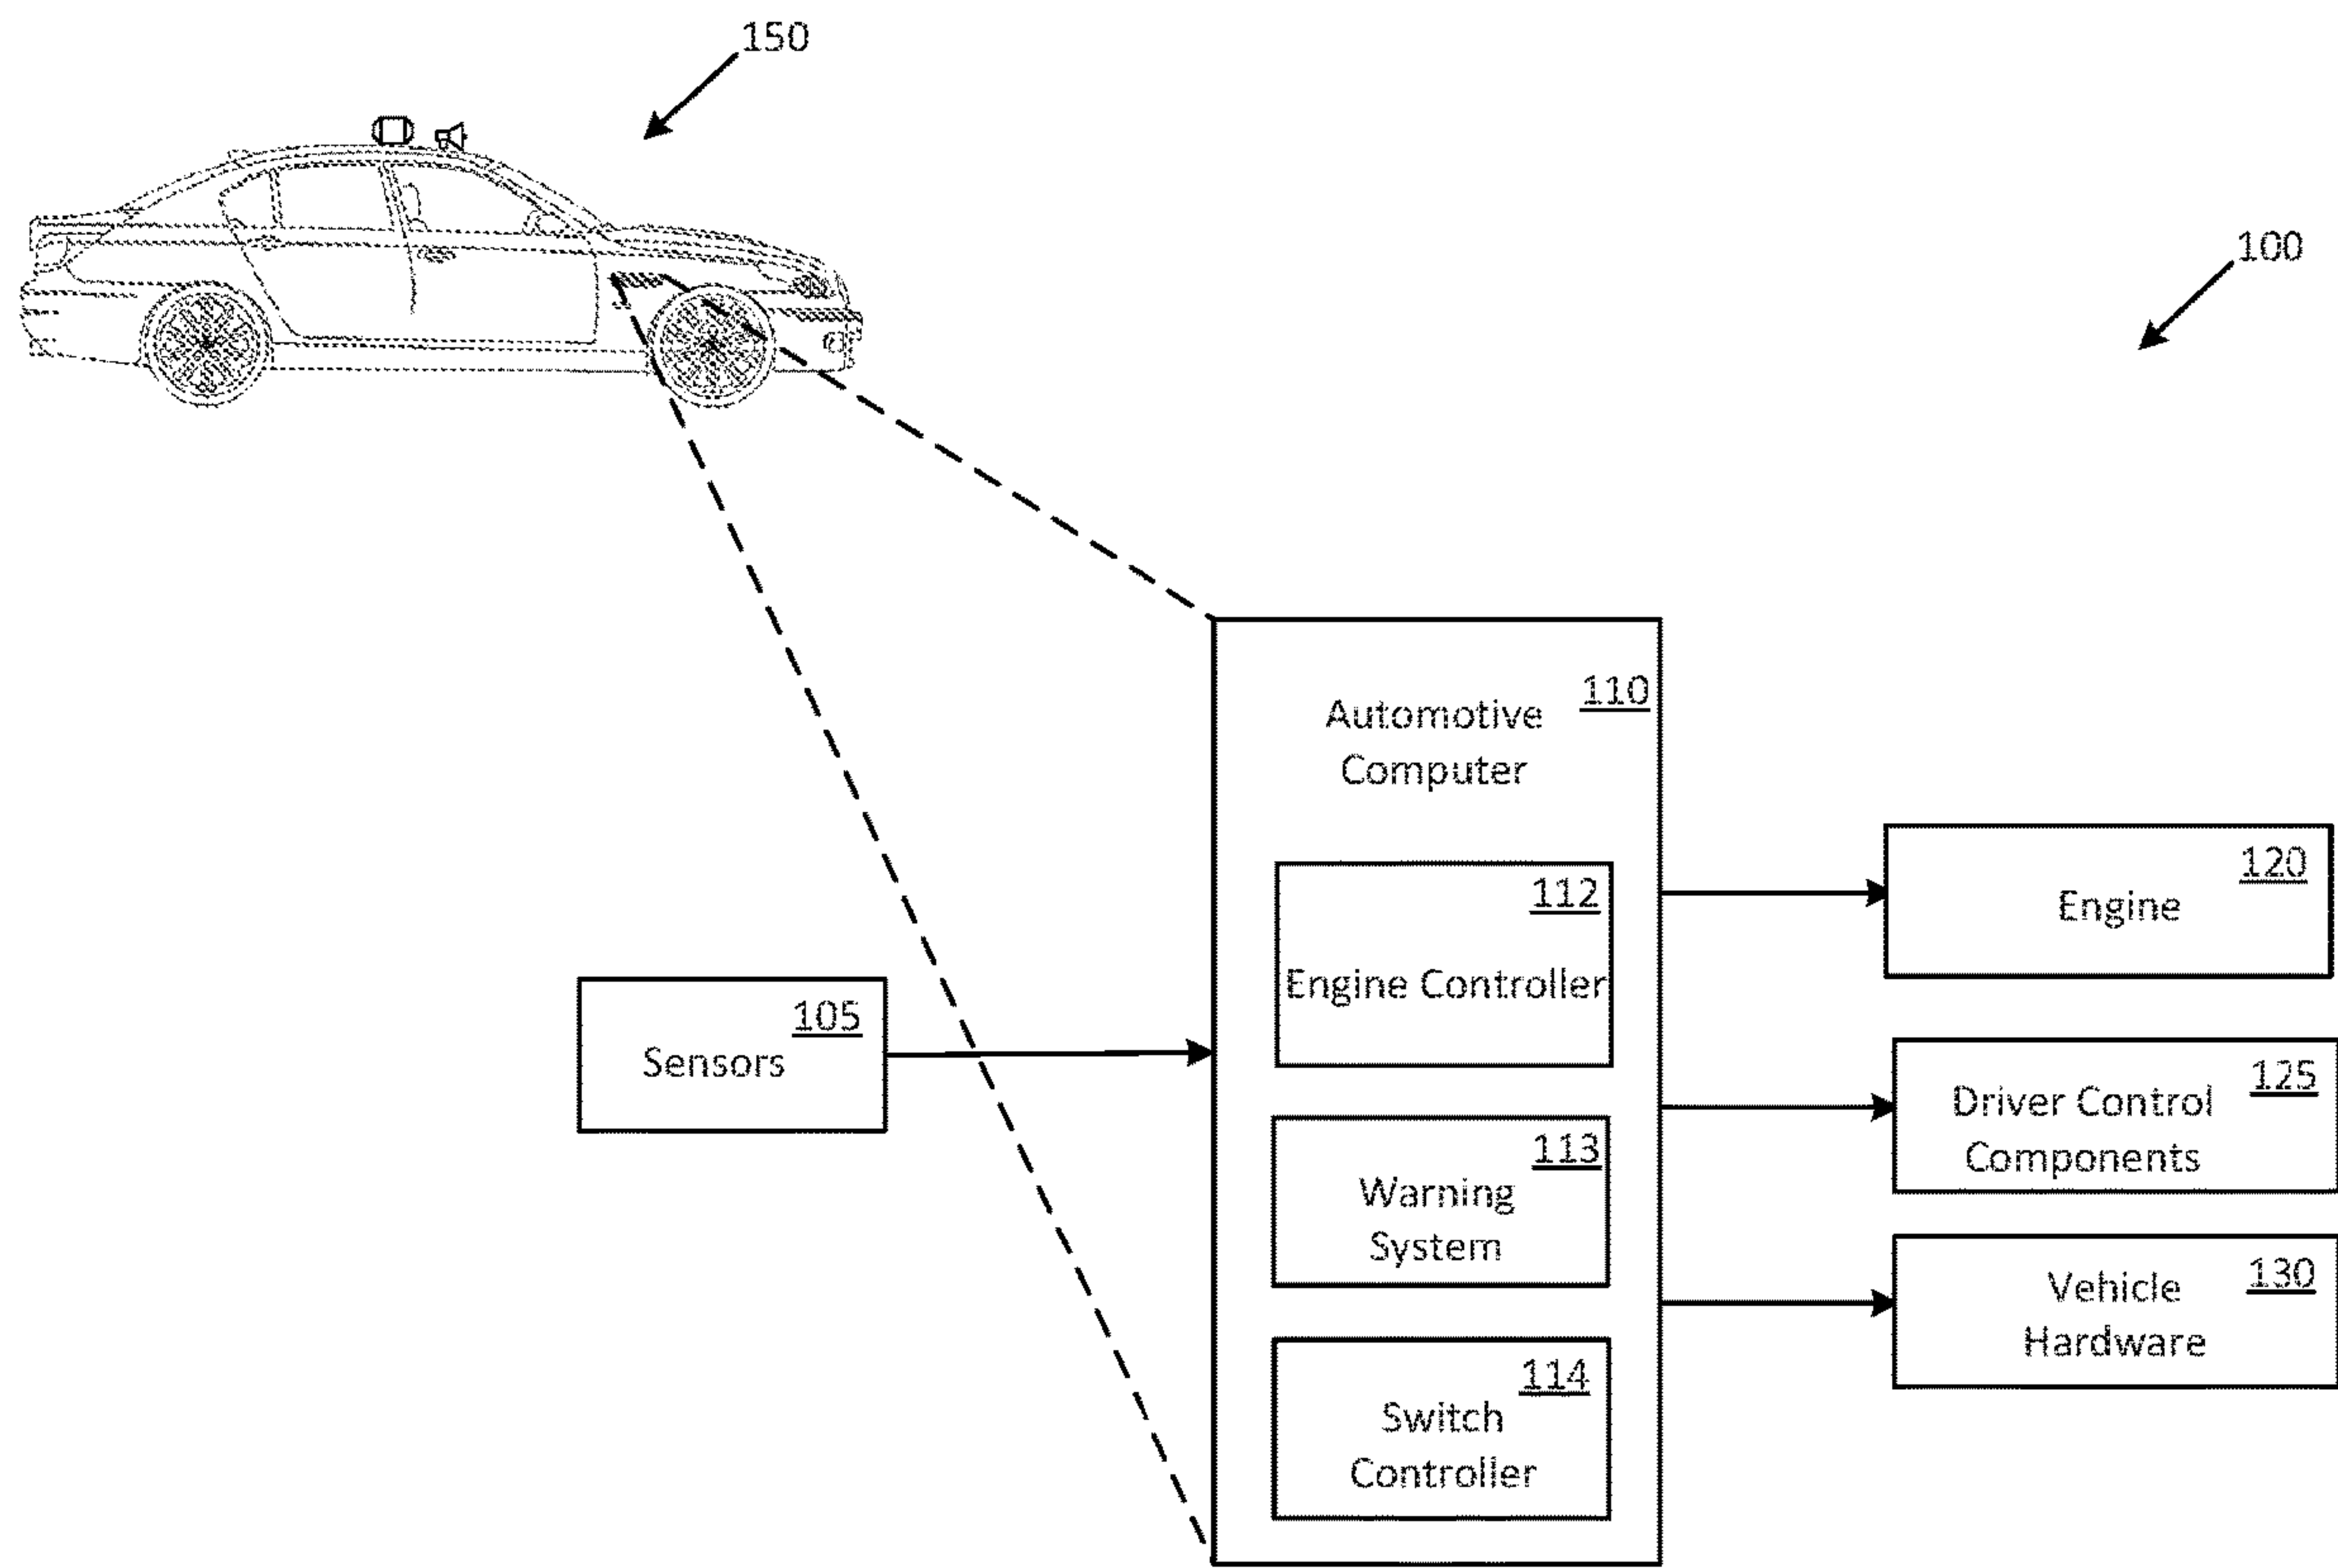 150
100
110
Automotive
Computer
112
Engine Controller
113
Warning
System
114
Switch
Controller
105
Sensors
120
Engine
125
Driver Control
Components
130
Vehicle
Hardware